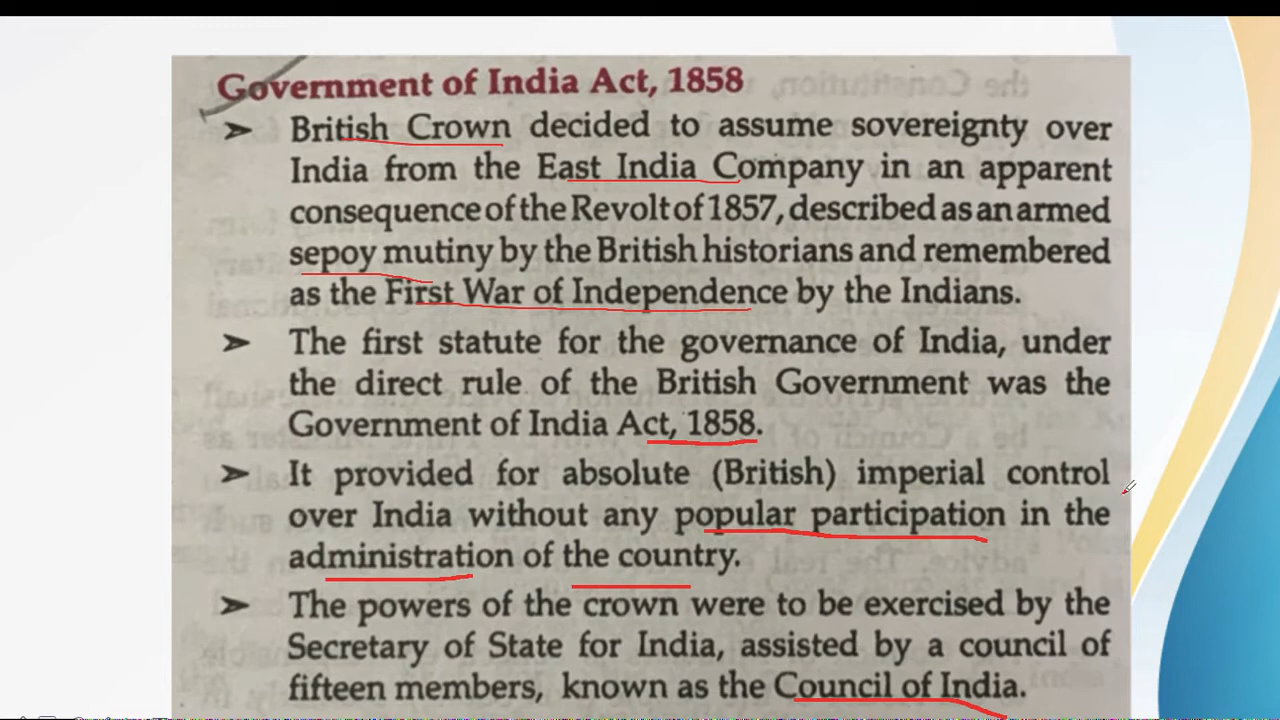 Government of India Act, 1858
➤ British Crown decided to assume sovereignty over
India from the East India Company in an apparent
consequence of the Revolt of 1857, described as an armed
sepoy mutiny by the British historians and remembered
as the First War of Independence by the Indians.
➤ The first statute for the governance of India, under
the direct rule of the British Government was the
Government of India Act, 1858.
➤ It provided for absolute (British) imperial control
over India without any popular participation in the
administration of the country.
➤ The powers of the crown were to be exercised by the
Secretary of State for India, assisted by a council of
fifteen members, known as the Council of India.